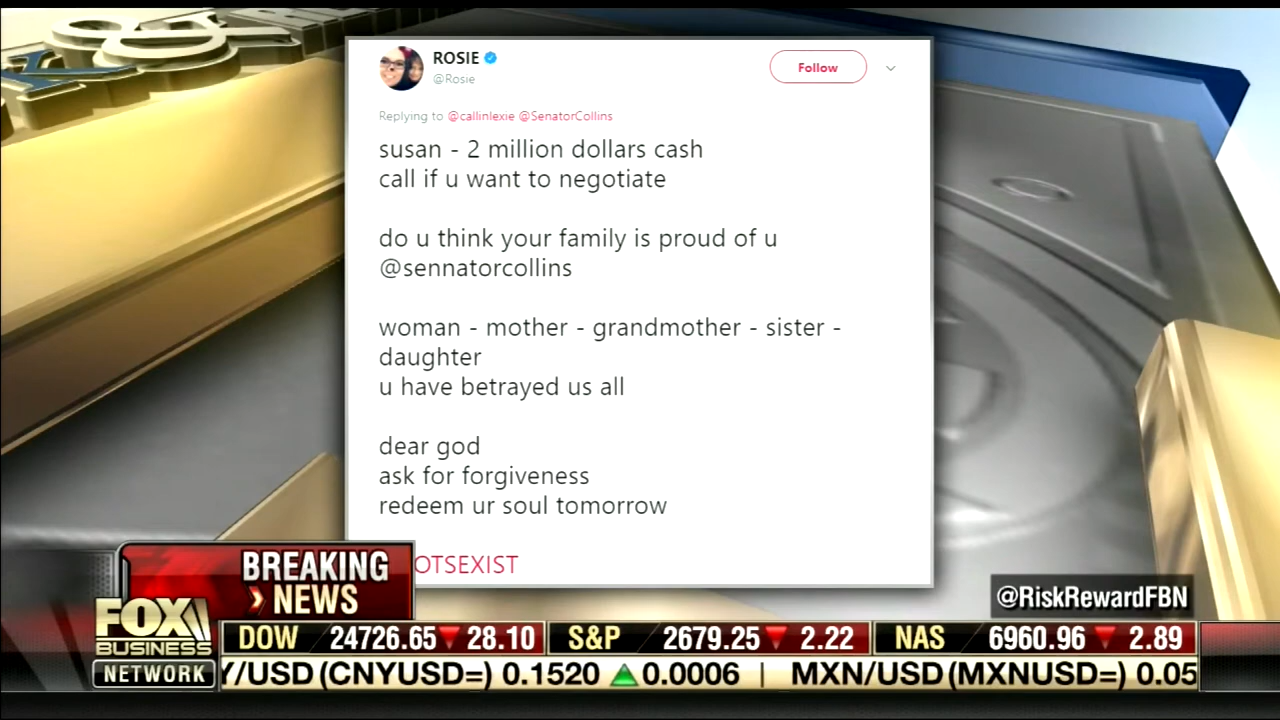 ROSIE
@Rosie
Follow
Replying to @callinlexie @SenatorCollins
susan - 2 million dollars cash
call if u want to negotiate
do u think your family is proud of u
@sennatorcollins
woman - mother - grandmother - sister -
daughter
u have betrayed us all
dear god
ask for forgiveness
redeem ur soul tomorrow
OTSEXIST
BREAKING
NEWS
@RiskRewardFBN
FOX
BUSINESS
NETWORK
DOW 24726.65 28.10 S&P 2679.25 2.22 NAS 6960.96 2.89
Y/USD (CNYUSD=) 0.1520 0.0006 | MXN/USD (MXNUSD=) 0.05